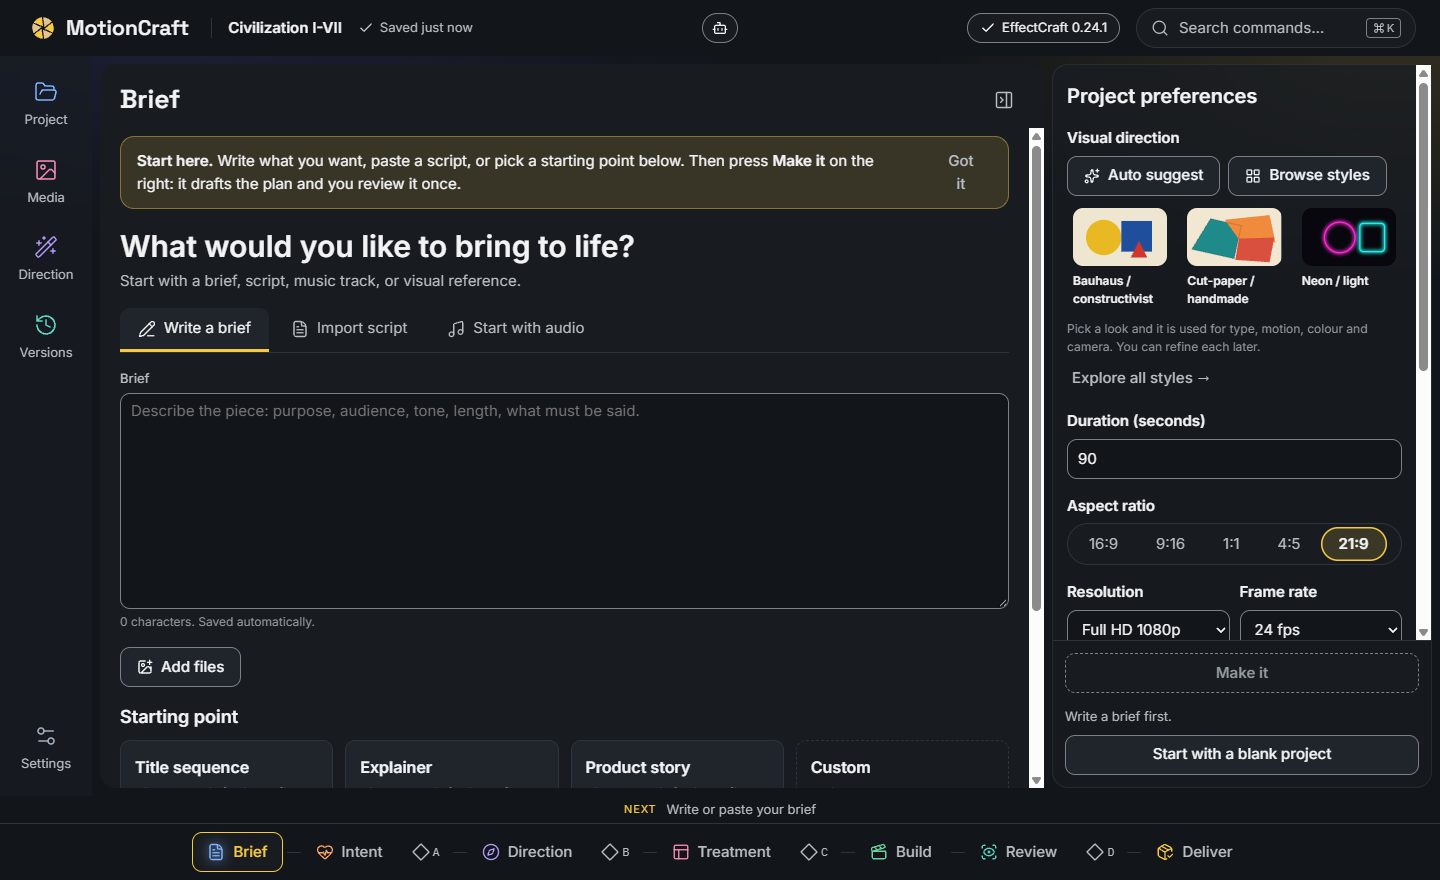 MotionCraft
Civilization I-VII
Saved just now
EffectCraft 0.24.1
Search commands...
⌘K
Project
Media
Direction
Versions
Settings
Brief
Start here. Write what you want, paste a script, or pick a starting point below. Then press Make it on the
right: it drafts the plan and you review it once.
Got
it
What would you like to bring to life?
Start with a brief, script, music track, or visual reference.
Write a brief
Import script
Start with audio
Brief
Describe the piece: purpose, audience, tone, length, what must be said.
0 characters. Saved automatically.
Add files
Starting point
Title sequence
Explainer
Product story
Custom
Project preferences
Visual direction
Auto suggest
Browse styles
Bauhaus /
constructivist
Cut-paper /
handmade
Neon / light
Pick a look and it is used for type, motion, colour and
camera. You can refine each later.
Explore all styles →
Duration (seconds)
90
Aspect ratio
16:9
9:16
1:1
4:5
21:9
Resolution
Frame rate
Full HD 1080p
24 fps
Make it
Write a brief first.
Start with a blank project
NEXT Write or paste your brief
Brief
Intent
A
Direction
B
Treatment
C
Build
Review
D
Deliver